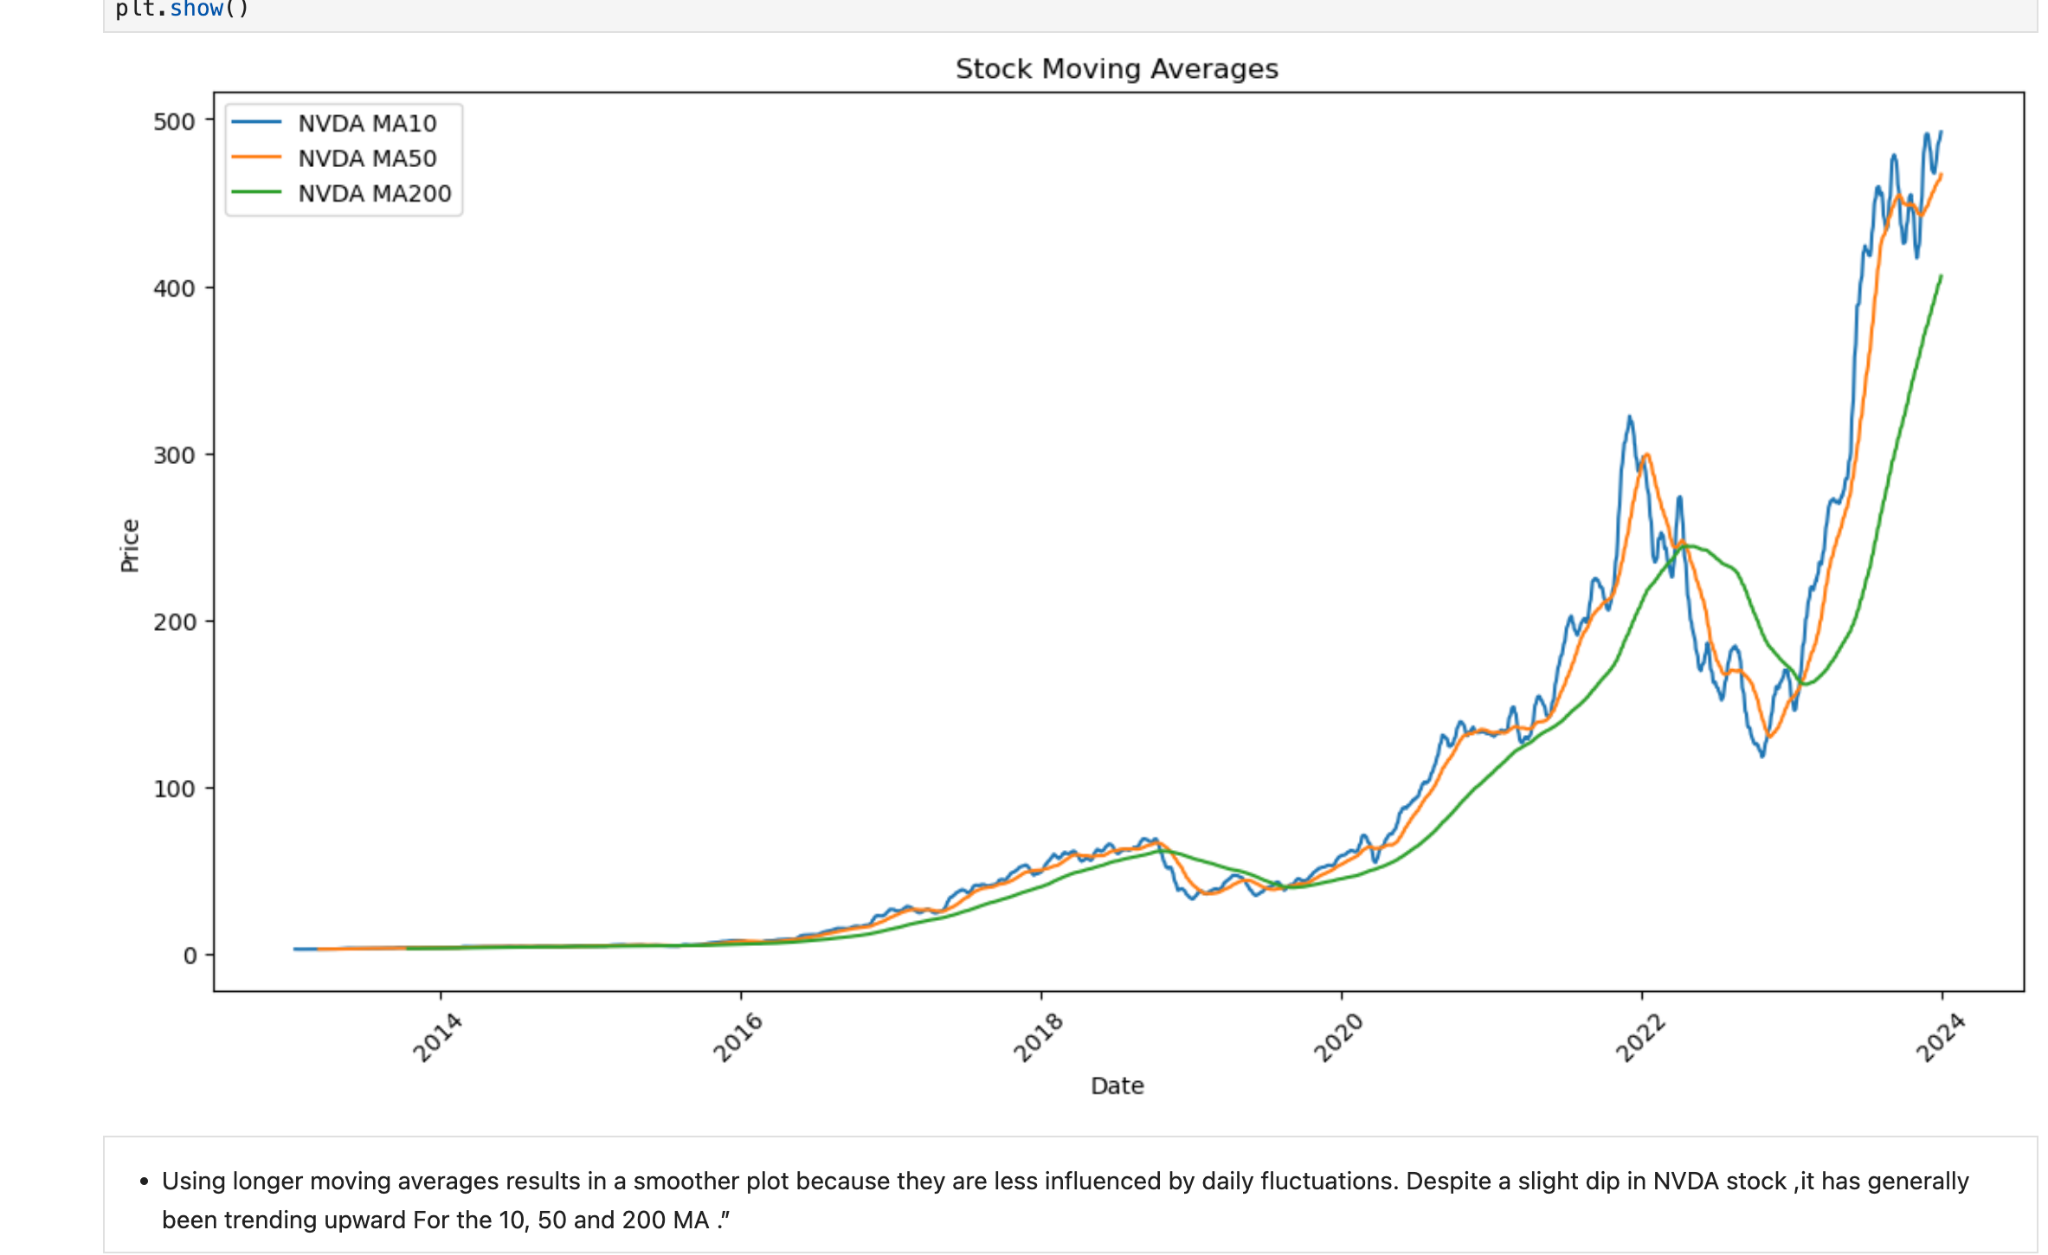 plt.show()
Stock Moving Averages
NVDA MA10
NVDA MA50
NVDA MA200
500
400
300
200
100
0
Price
2014
2016
2018
2020
2022
2024
Date
• Using longer moving averages results in a smoother plot because they are less influenced by daily fluctuations. Despite a slight dip in NVDA stock ,it has generally
been trending upward For the 10, 50 and 200 MA .”